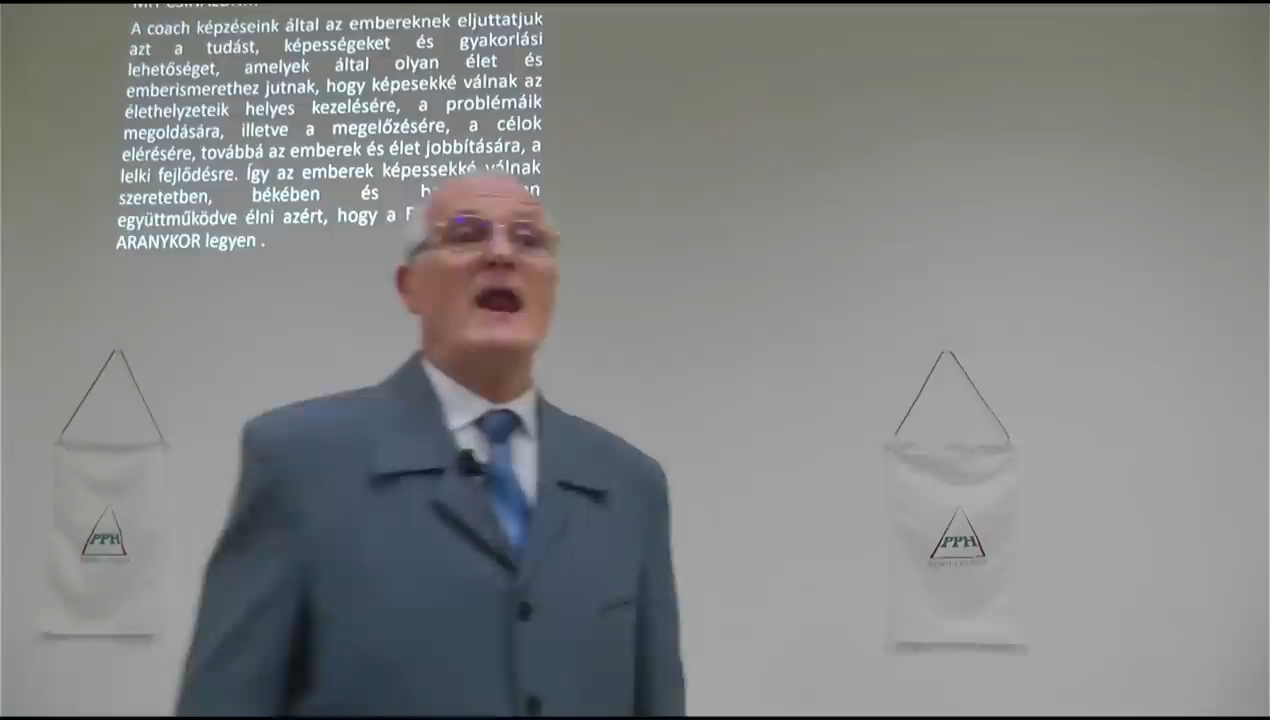 MIT CSINÁLUNK?
A coach képzéseink által az embereknek eljuttatjuk
azt a tudást, képességeket és gyakorlási
lehetőséget, amelyek által olyan élet és
emberismerethez jutnak, hogy képesekké válnak az
élethelyzeteik helyes kezelésére, a problémáik
megoldására, illetve a megelőzésére, a célok
elérésére, továbbá az emberek és élet jobbítására, a
lelki fejlődésre. Így az emberek képessekké válnak
szeretetben, békében és
együttműködve élni azért, hogy a
ARANYKOR legyen .
PPH
PPH